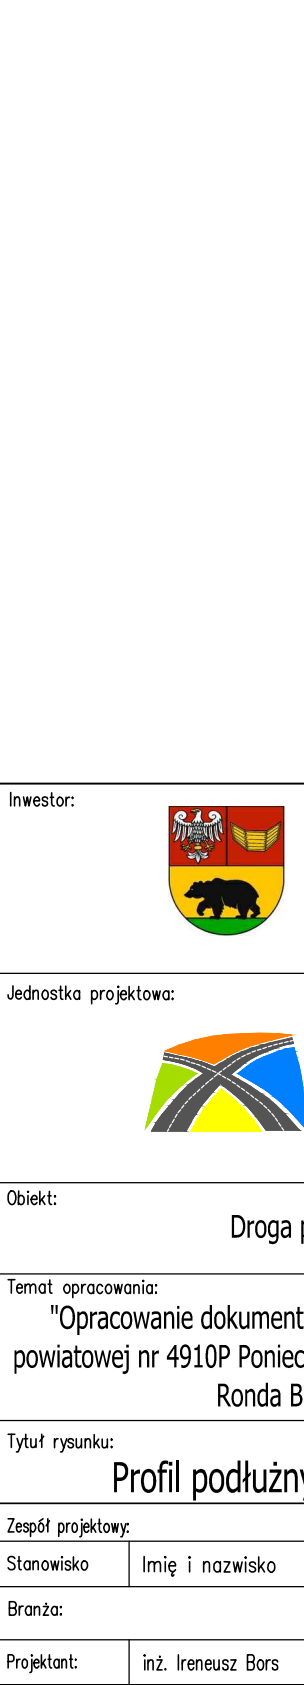 Inwestor:
Jednostka projektowa:
Obiekt:
Droga
Temat opracowania:
"Opracowanie dokument
powiatowej nr 4910P Poniec
Ronda B
Tytuł rysunku:
Profil podłużny
Zespół projektowy:
Stanowisko Imię i nazwisko
Branża:
Projektant: inż. Ireneusz Bors